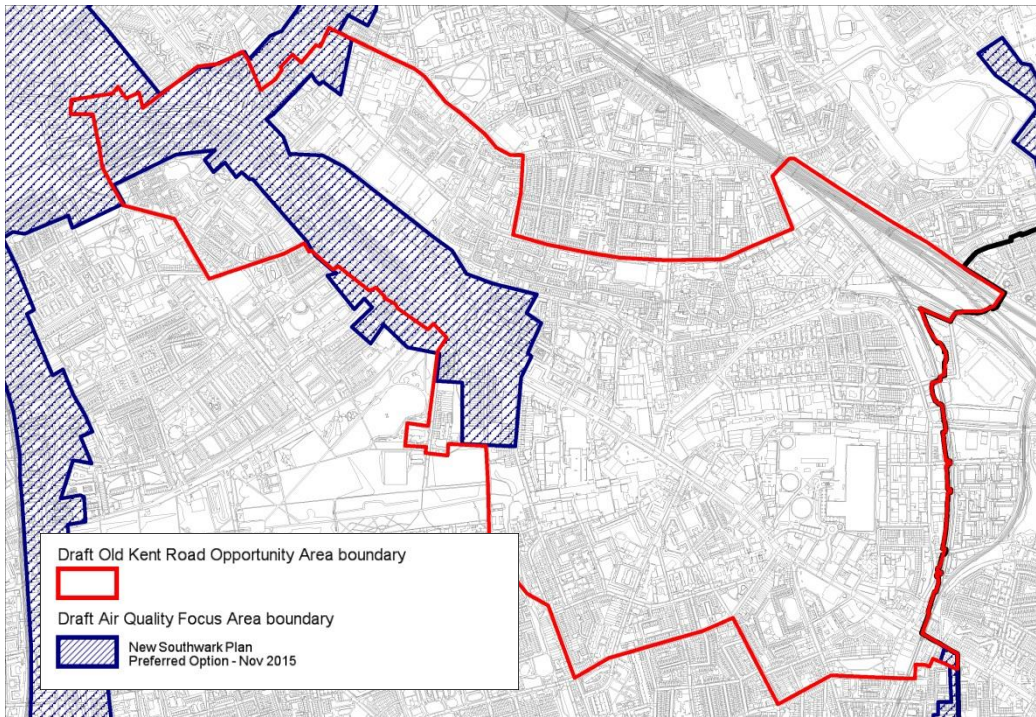 Draft Old Kent Road Opportunity Area boundary
Draft Air Quality Focus Area boundary
New Southwark Plan
Preferred Option - Nov 2015